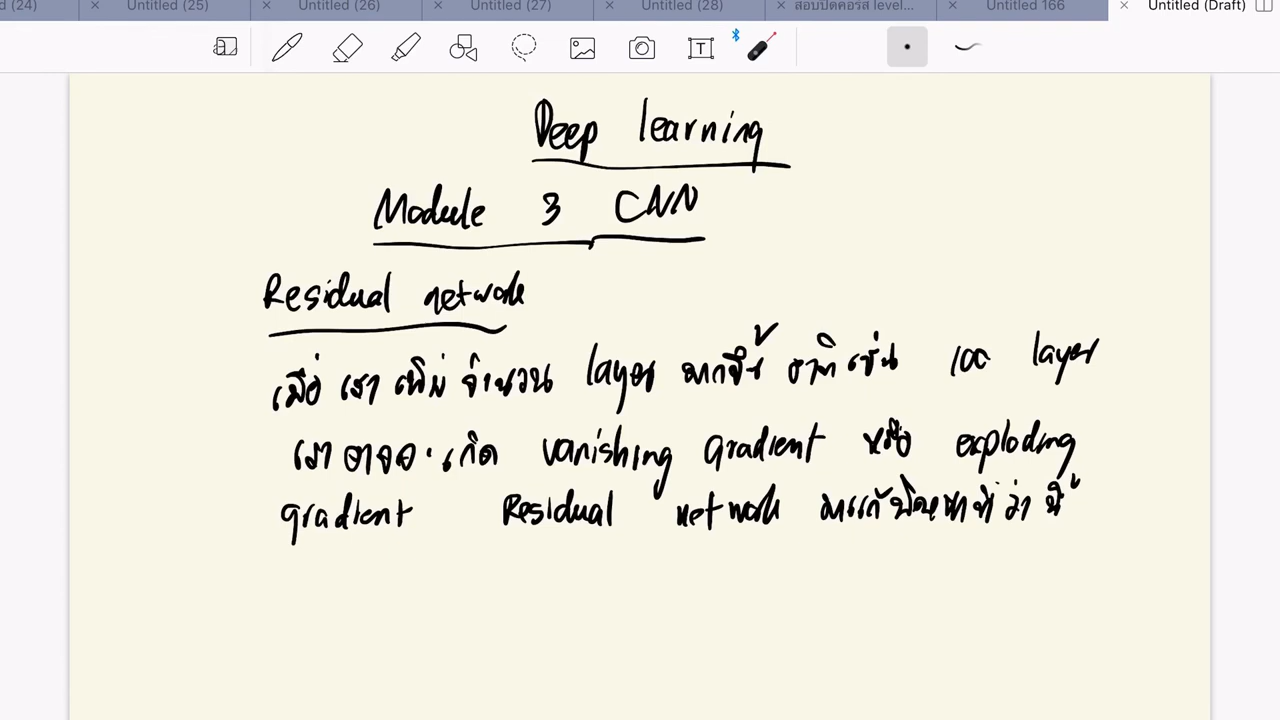 d (24) Untitled (25) Untitled (26) Untitled (27) Untitled (28) สอบปิดคอร์ส level... Untitled 166 Untitled (Draft)
T
Deep learning
Module 3 CNN
Residual network
เมื่อ เรา เพิ่ม จำนวน layer มากขึ้น อาทิเช่น 100 layer
เรา อาจจะเกิด vanishing gradient หรือ exploding
gradient Residual network มาแก้ปัญหาที่ว่านี้